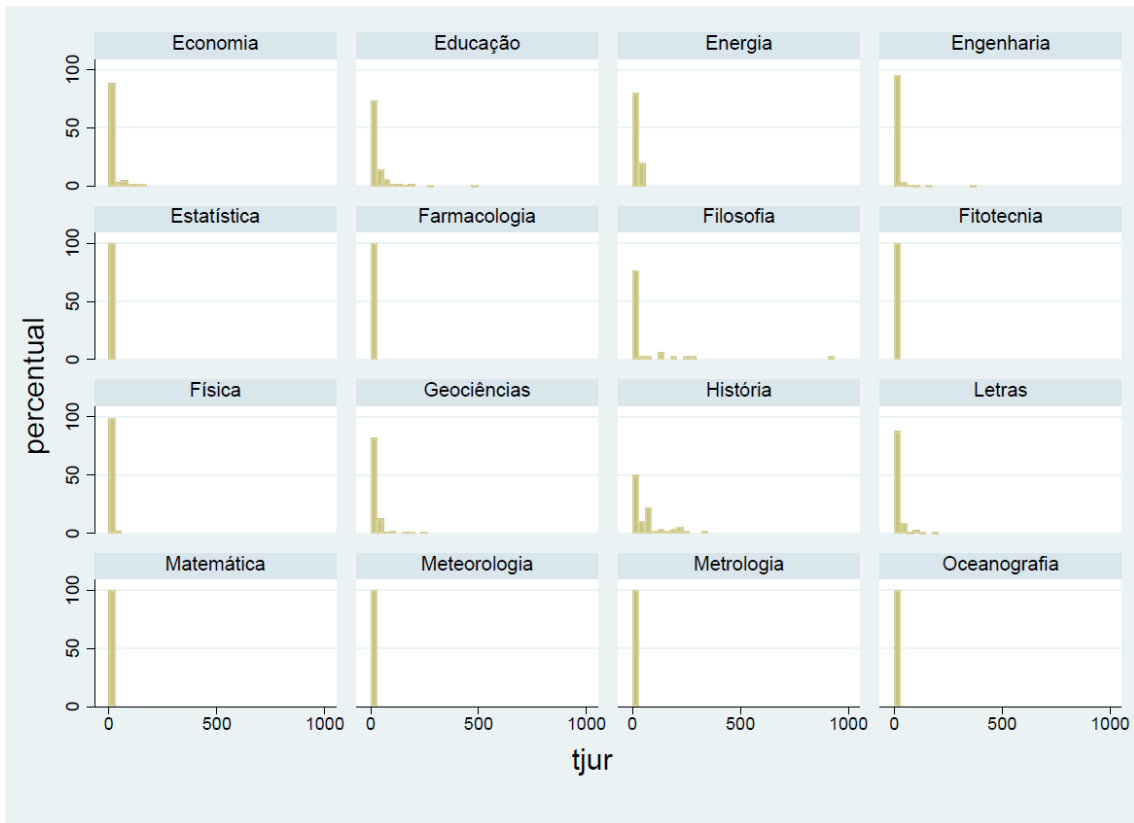 Economia Educação Energia Engenharia
100
50
0
Estatística Farmacologia Filosofia Fitotecnia
100
50
0
Física Geociências História Letras
100
50
0
Matemática Meteorologia Metrologia Oceanografia
100
50
0
0 500 1000 0 500 1000 0 500 1000 0 500 1000
percentual
tjur